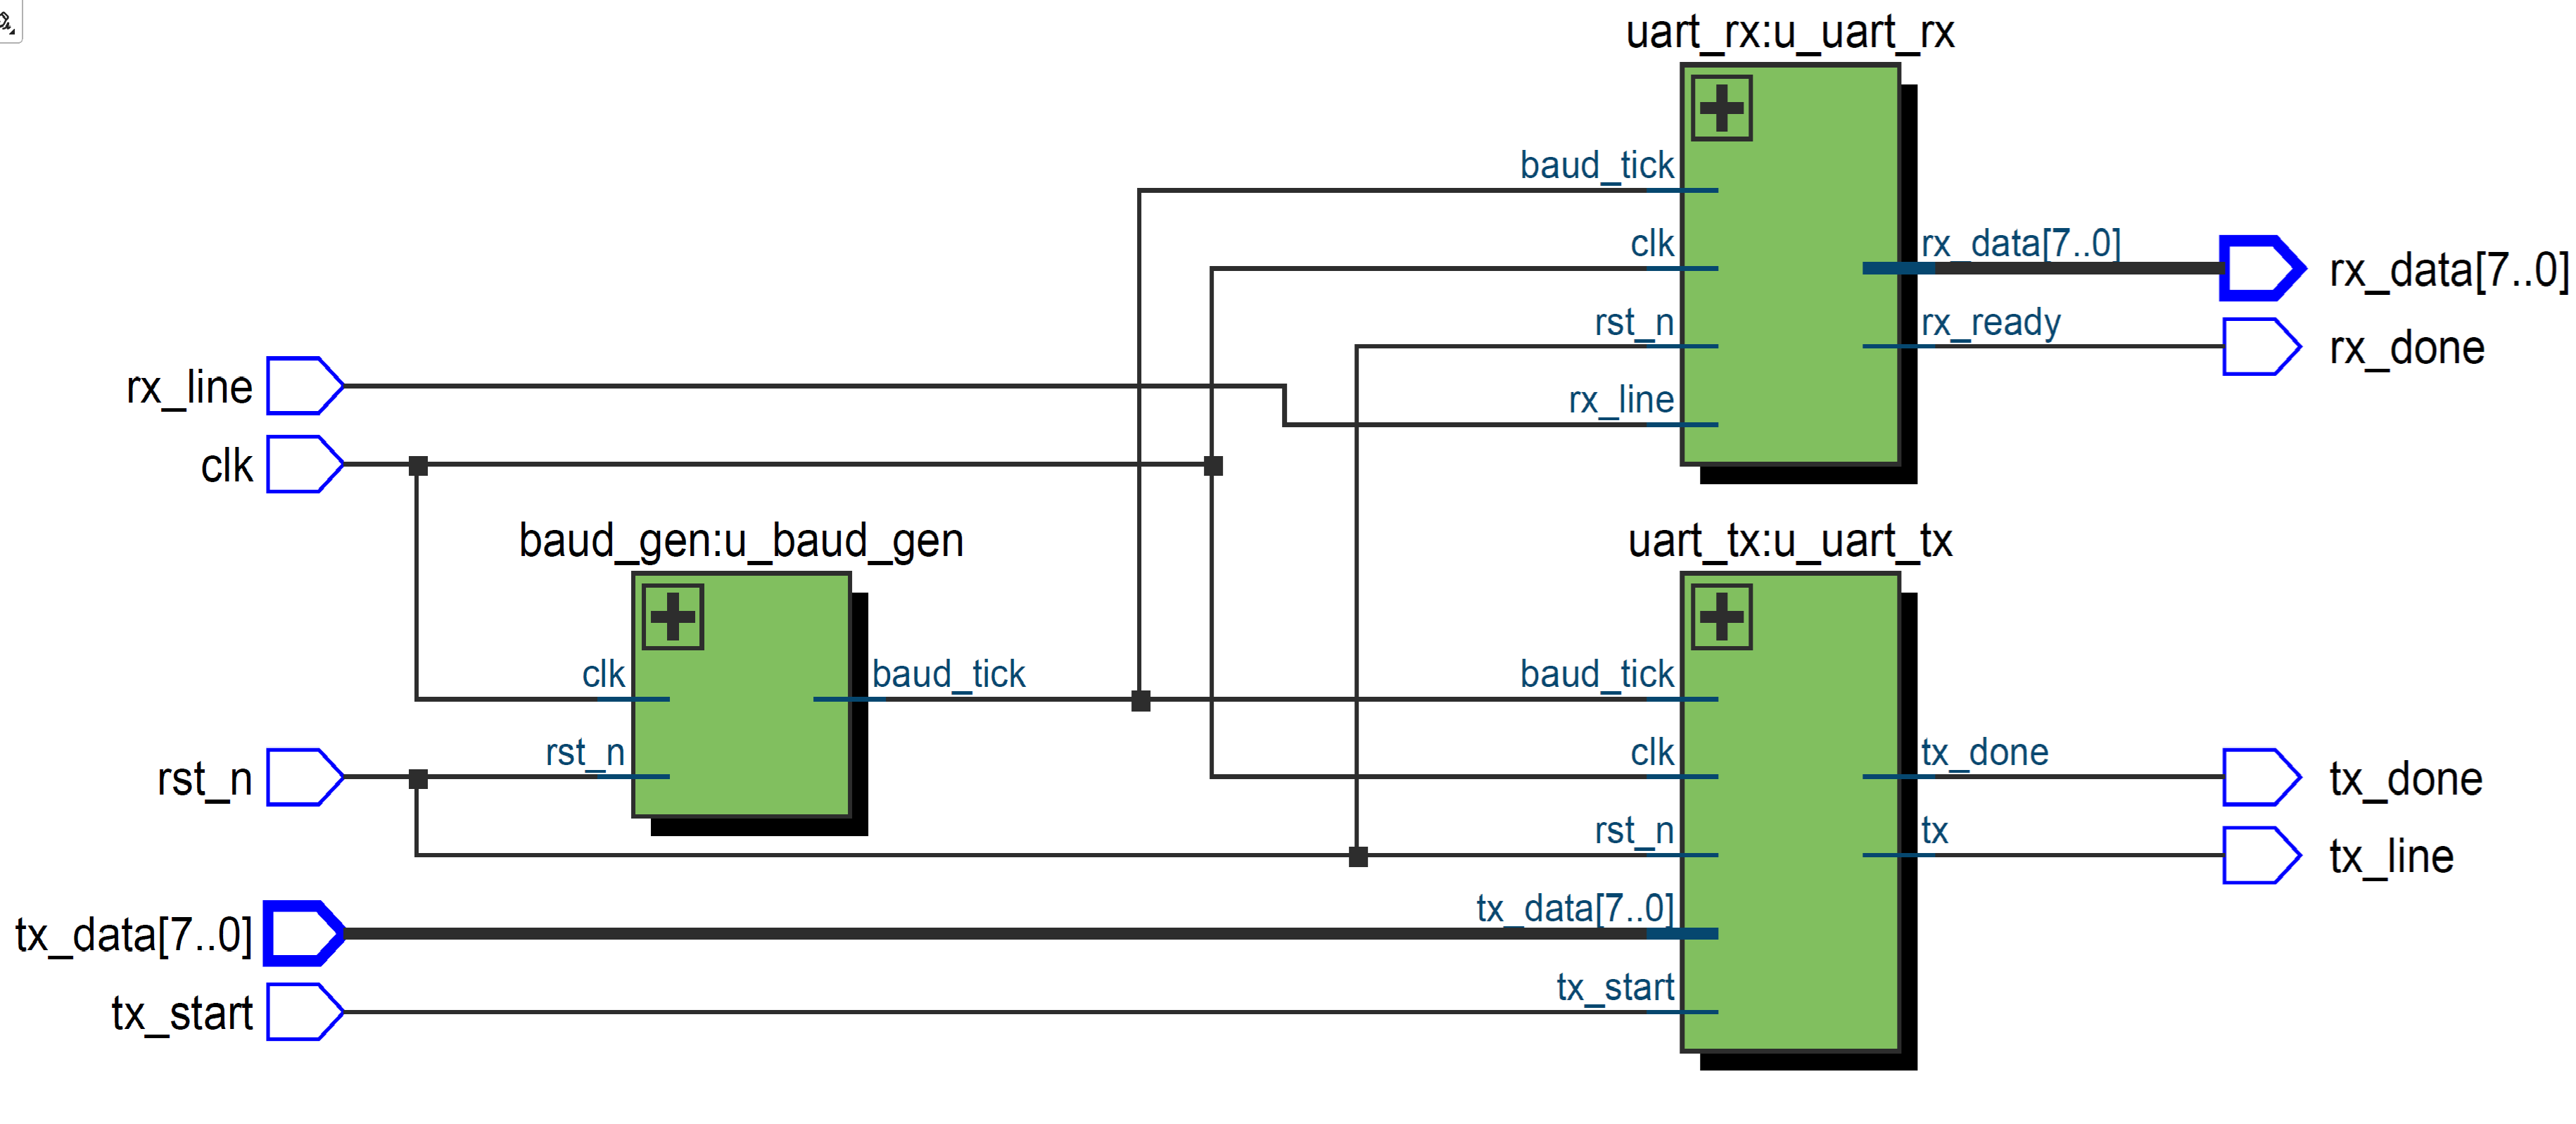 uart_rx:u_uart_rx
baud_tick
clk
rx_data[7..0]
rx_data[7..0]
rst_n
rx_ready
rx_done
rx_line
rx_line
clk
baud_gen:u_baud_gen
uart_tx:u_uart_tx
clk
baud_tick
baud_tick
rst_n
rst_n
clk
tx_done
tx_done
rst_n
tx
tx_line
tx_data[7..0]
tx_data[7..0]
tx_start
tx_start